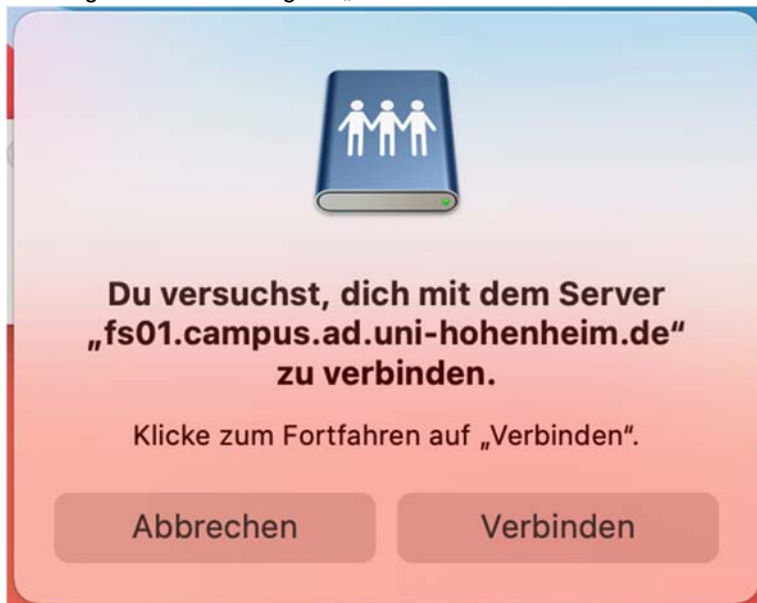 Du versuchst, dich mit dem Server
„fs01.campus.ad.uni-hohenheim.de“
zu verbinden.
Klicke zum Fortfahren auf „Verbinden“.
Abbrechen
Verbinden